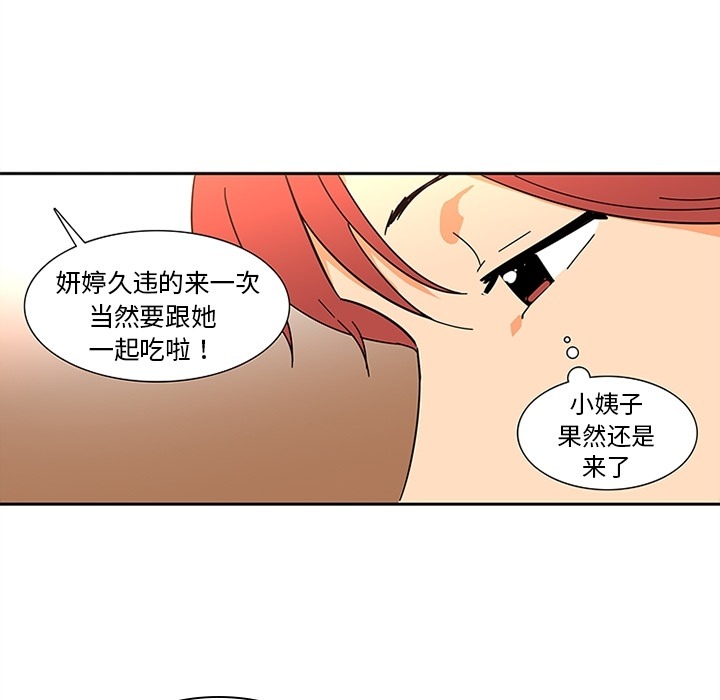 妍婷久违的来一次
当然要跟她
一起吃啦！
小姨子
果然还是
来了